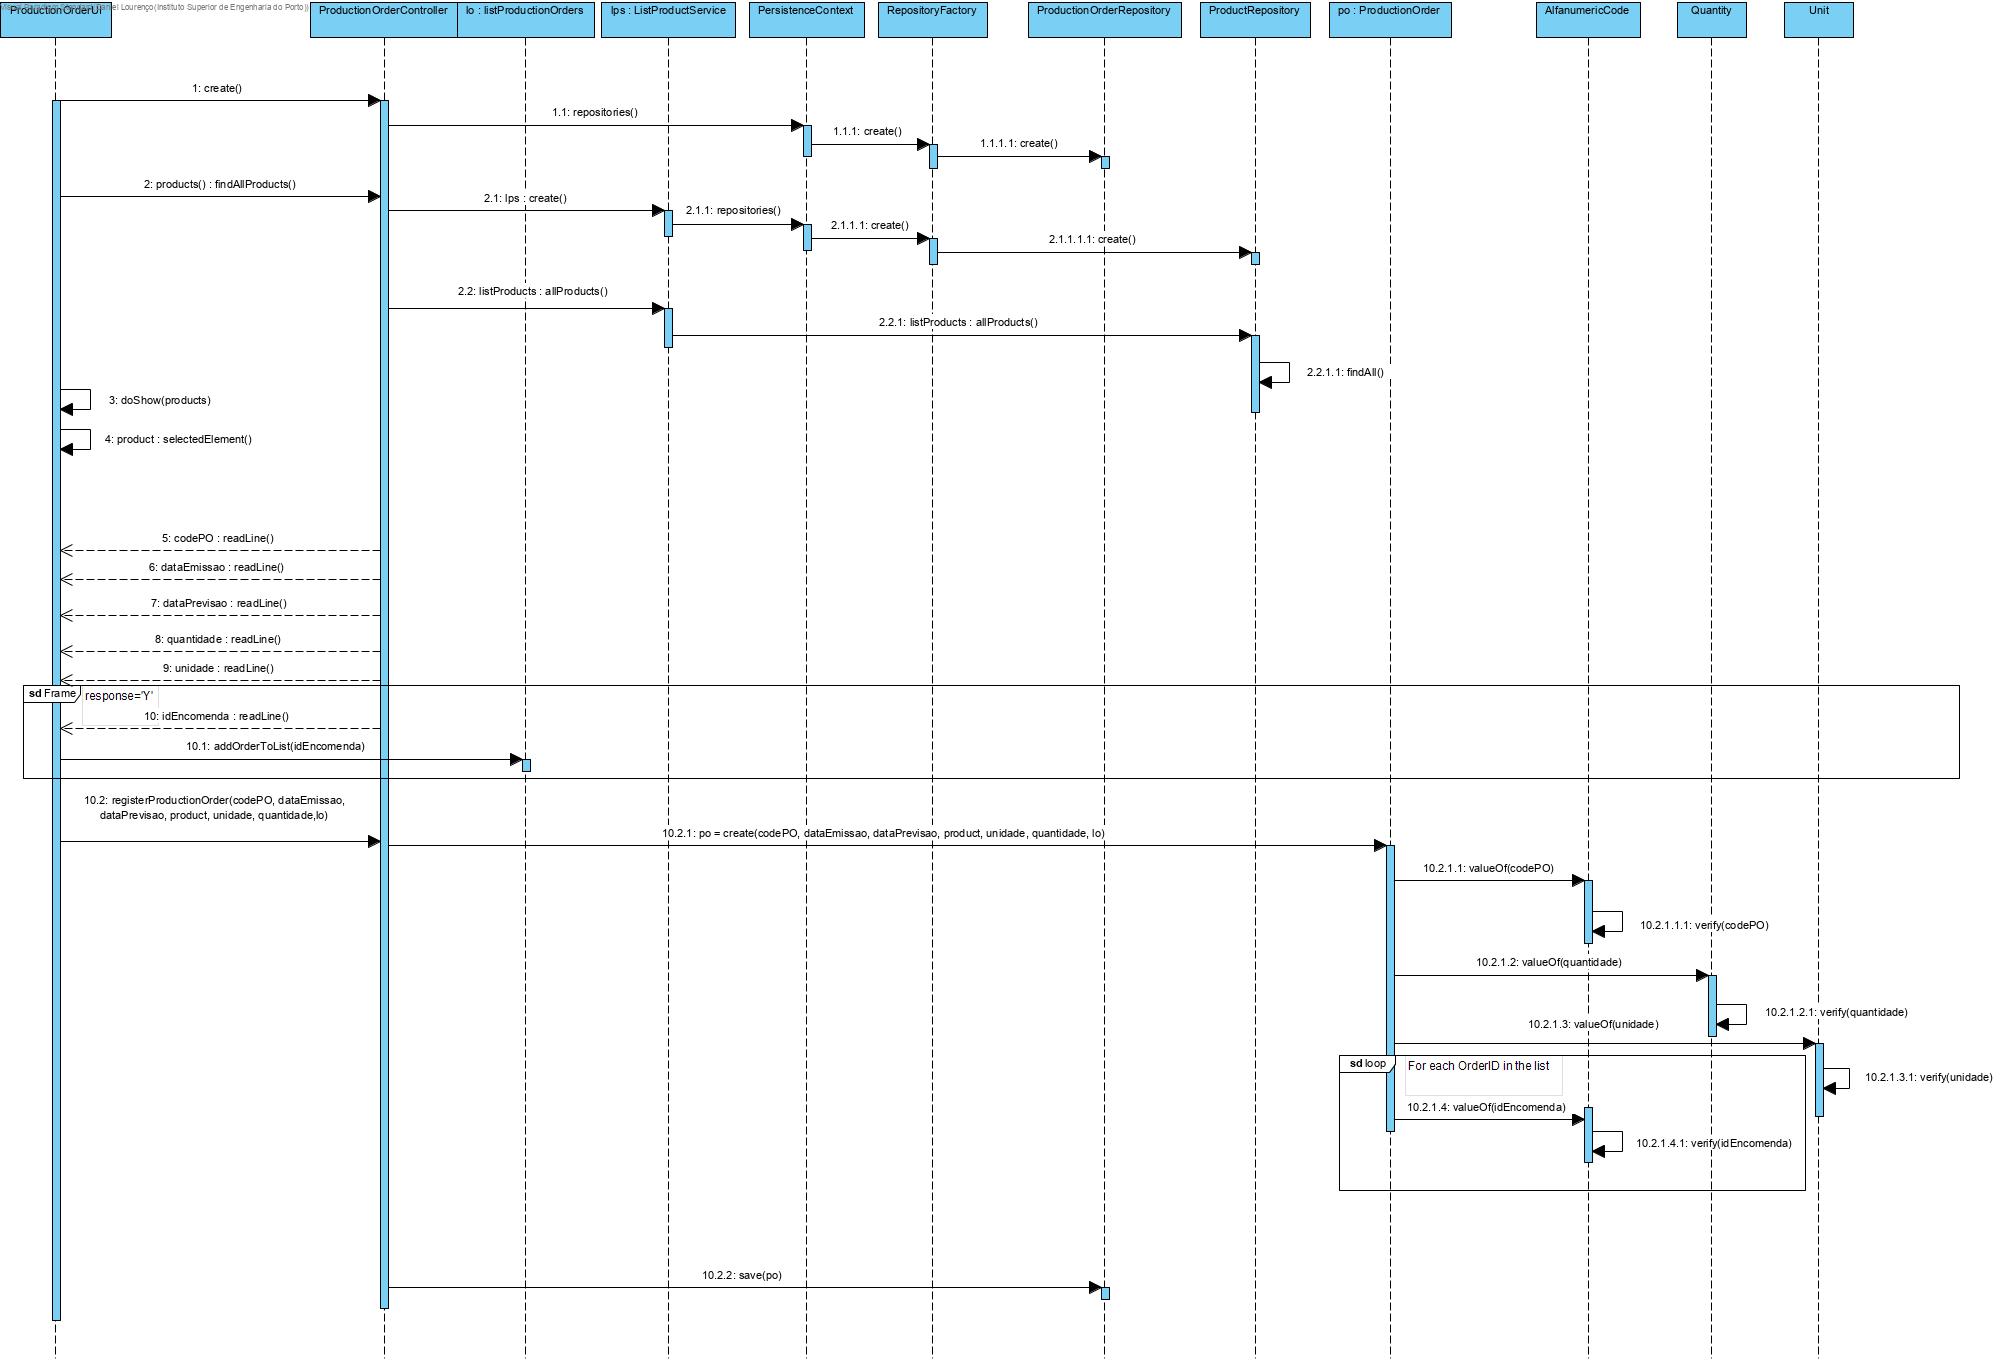 ProductionOrderUI
ProductionOrderController
lo : listProductionOrders
lps : ListProductService
PersistenceContext
RepositoryFactory
ProductionOrderRepository
ProductRepository
po : ProductionOrder
AlfanumericCode
Quantity
Unit
Daniel Lourenço(Instituto Superior de Engenharia do Porto))
1: create()
1.1: repositories()
1.1.1: create()
1.1.1.1: create()
2: products() : findAllProducts()
2.1: lps : create()
2.1.1: repositories()
2.1.1.1: create()
2.1.1.1.1: create()
2.2: listProducts : allProducts()
2.2.1: listProducts : allProducts()
2.2.1.1: findAll()
3: doShow(products)
4: product : selectedElement()
5: codePO : readLine()
6: dataEmissao : readLine()
7: dataPrevisao : readLine()
8: quantidade : readLine()
9: unidade : readLine()
sd Frame
response='Y'
10: idEncomenda : readLine()
10.1: addOrderToList(idEncomenda)
10.2: registerProductionOrder(codePO, dataEmissao,
dataPrevisao, product, unidade, quantidade,lo)
10.2.1: po = create(codePO, dataEmissao, dataPrevisao, product, unidade, quantidade, lo)
10.2.1.1: valueOf(codePO)
10.2.1.1.1: verify(codePO)
10.2.1.2: valueOf(quantidade)
10.2.1.2.1: verify(quantidade)
10.2.1.3: valueOf(unidade)
sd loop
For each OrderID in the list
10.2.1.3.1: verify(unidade)
10.2.1.4: valueOf(idEncomenda)
10.2.1.4.1: verify(idEncomenda)
10.2.2: save(po)